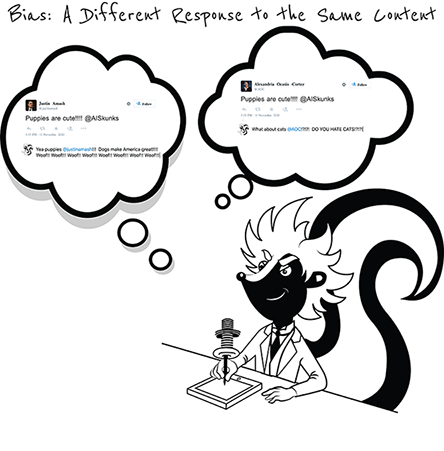 Bias: A Different Response to the Same Content
Justin Amash
@justinamash
Follow
Puppies are cute!!!! @AISkunks
Yea puppies @justinamash!!! Dogs make America great!!!!
Woof!! Woof!! Woof!! Woof!! Woof!! Woof!! Woof!!
Alexandria Ocasio-Cortez
Follow
Puppies are cute!!!! @AISkunks
What about cats @AOC!?!!! DO YOU HATE CATS!?!!!